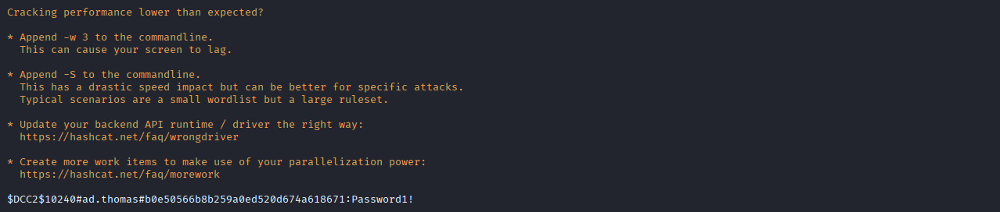 Cracking performance lower than expected?
* Append -w 3 to the commandline.
This can cause your screen to lag.
* Append -S to the commandline.
This has a drastic speed impact but can be better for specific attacks.
Typical scenarios are a small wordlist but a large ruleset.
* Update your backend API runtime / driver the right way:
https://hashcat.net/faq/wrongdriver
* Create more work items to make use of your parallelization power:
https://hashcat.net/faq/morework
$DCC2$10240#ad.thomas#b0e50566b8b259a0ed520d674a618671:Password1!